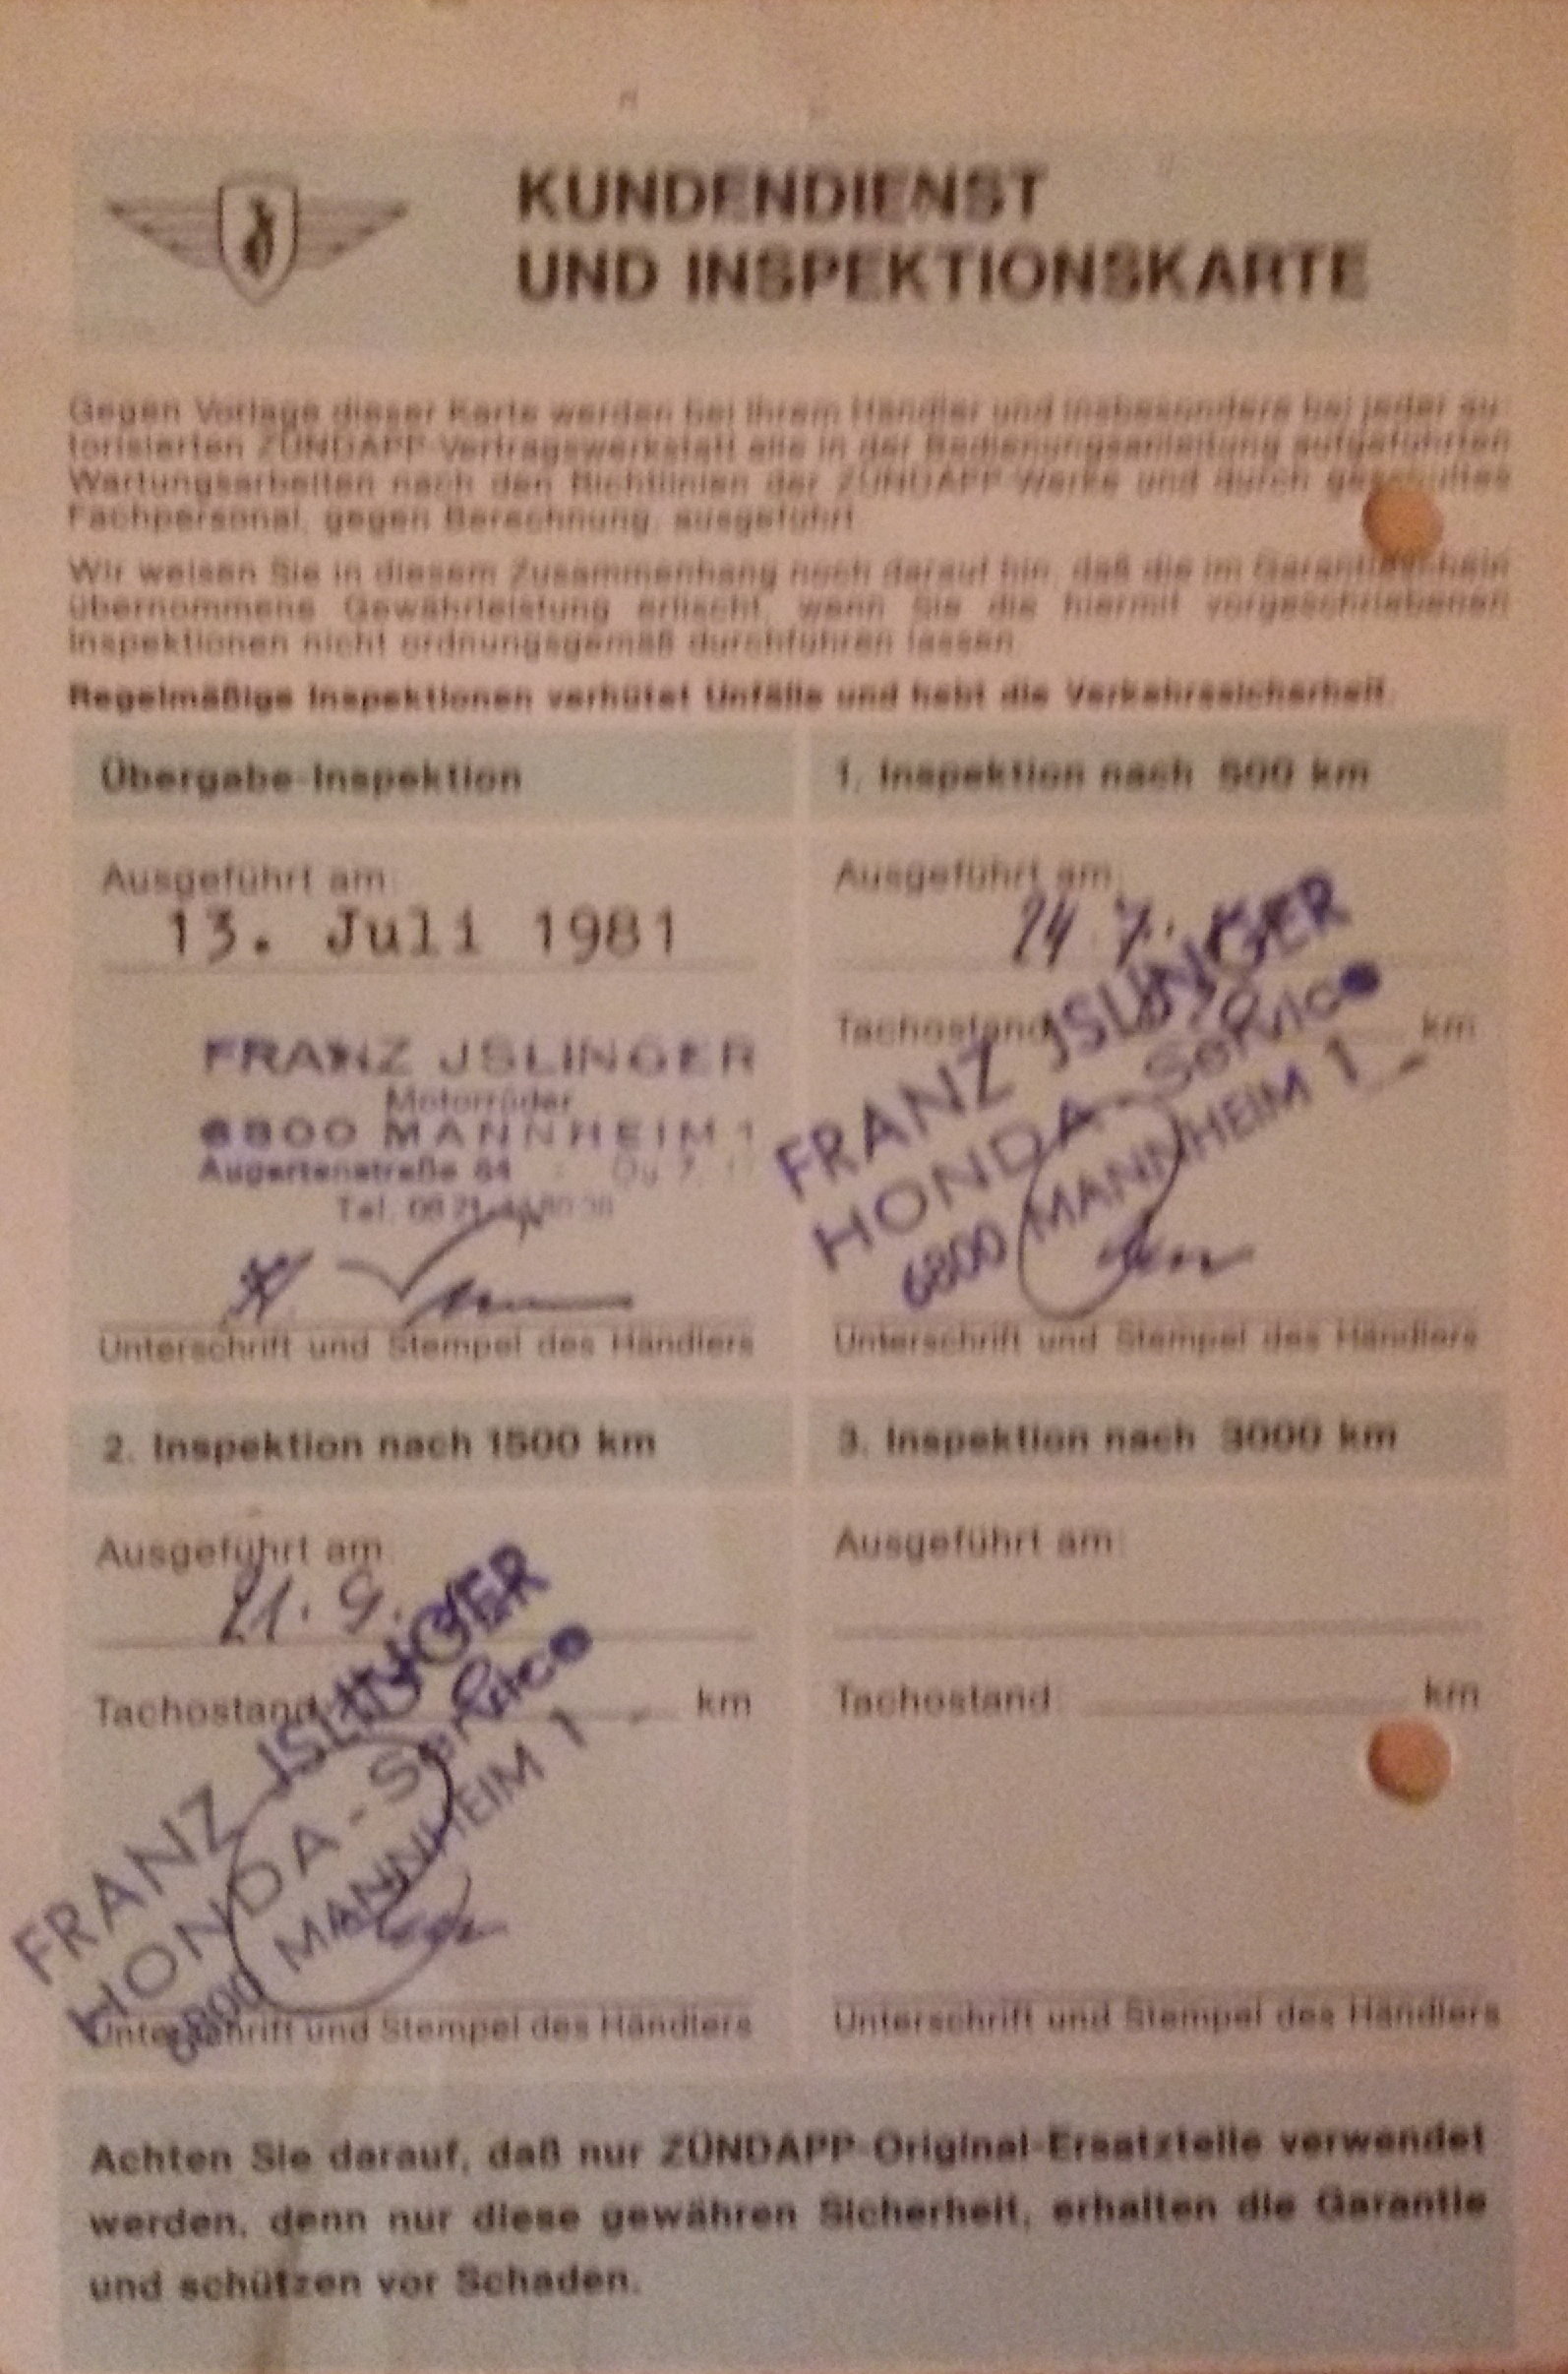 KUNDENDIENST
UND INSPEKTIONSKARTE
Gegen Vorlage dieser Karte werden bei Ihrem Händler und insbesondere bei jeder au-
torisierten ZÜNDAPP-Vertragswerkstatt alle in der Bedienungsanleitung aufgeführten
Wartungsarbeiten nach den Richtlinien der ZÜNDAPP-Werke und durch geschultes
Fachpersonal, gegen Berechnung, ausgeführt.
Wir weisen Sie in diesem Zusammenhang noch darauf hin, daß die im Garantieschein
übernommene Gewährleistung erlischt, wenn Sie die hiermit vorgeschriebenen
Inspektionen nicht ordnungsgemäß durchführen lassen.
Regelmäßige Inspektionen verhütet Unfälle und hebt die Verkehrssicherheit.
Übergabe-Inspektion
Ausgeführt am:
13. Juli 1981
FRANZ JSLINGER
Motorräder
6800 MANNHEIM 1
Augartenstraße 84
Tel. 0621
Unterschrift und Stempel des Händlers
1. Inspektion nach 500 km
Ausgeführt am:
24.7.
Tachostand km
FRANZ JSLINGER
HONDA-Service
6800 MANNHEIM 1
Unterschrift und Stempel des Händlers
2. Inspektion nach 1500 km
Ausgeführt am:
21.9.
Tachostand km
FRANZ JSLINGER
HONDA-Service
6800 MANNHEIM 1
Unterschrift und Stempel des Händlers
3. Inspektion nach 3000 km
Ausgeführt am:
Tachostand km
Unterschrift und Stempel des Händlers
Achten Sie darauf, daß nur ZÜNDAPP-Original-Ersatzteile verwendet
werden, denn nur diese gewähren Sicherheit, erhalten die Garantie
und schützen vor Schaden.